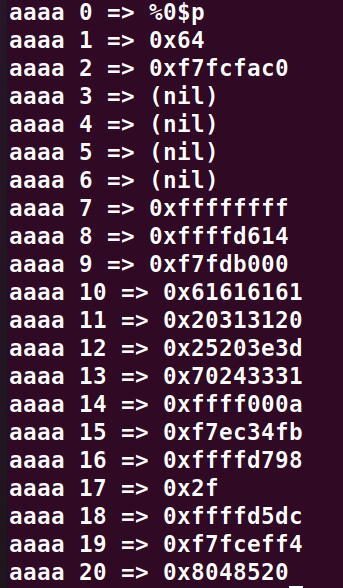 aaaa 0 => %0$p
aaaa 1 => 0x64
aaaa 2 => 0xf7fcfac0
aaaa 3 => (nil)
aaaa 4 => (nil)
aaaa 5 => (nil)
aaaa 6 => (nil)
aaaa 7 => 0xffffffff
aaaa 8 => 0xffffd614
aaaa 9 => 0xf7fdb000
aaaa 10 => 0x61616161
aaaa 11 => 0x20313120
aaaa 12 => 0x25203e3d
aaaa 13 => 0x70243331
aaaa 14 => 0xffff000a
aaaa 15 => 0xf7ec34fb
aaaa 16 => 0xffffd798
aaaa 17 => 0x2f
aaaa 18 => 0xffffd5dc
aaaa 19 => 0xf7fceff4
aaaa 20 => 0x8048520_